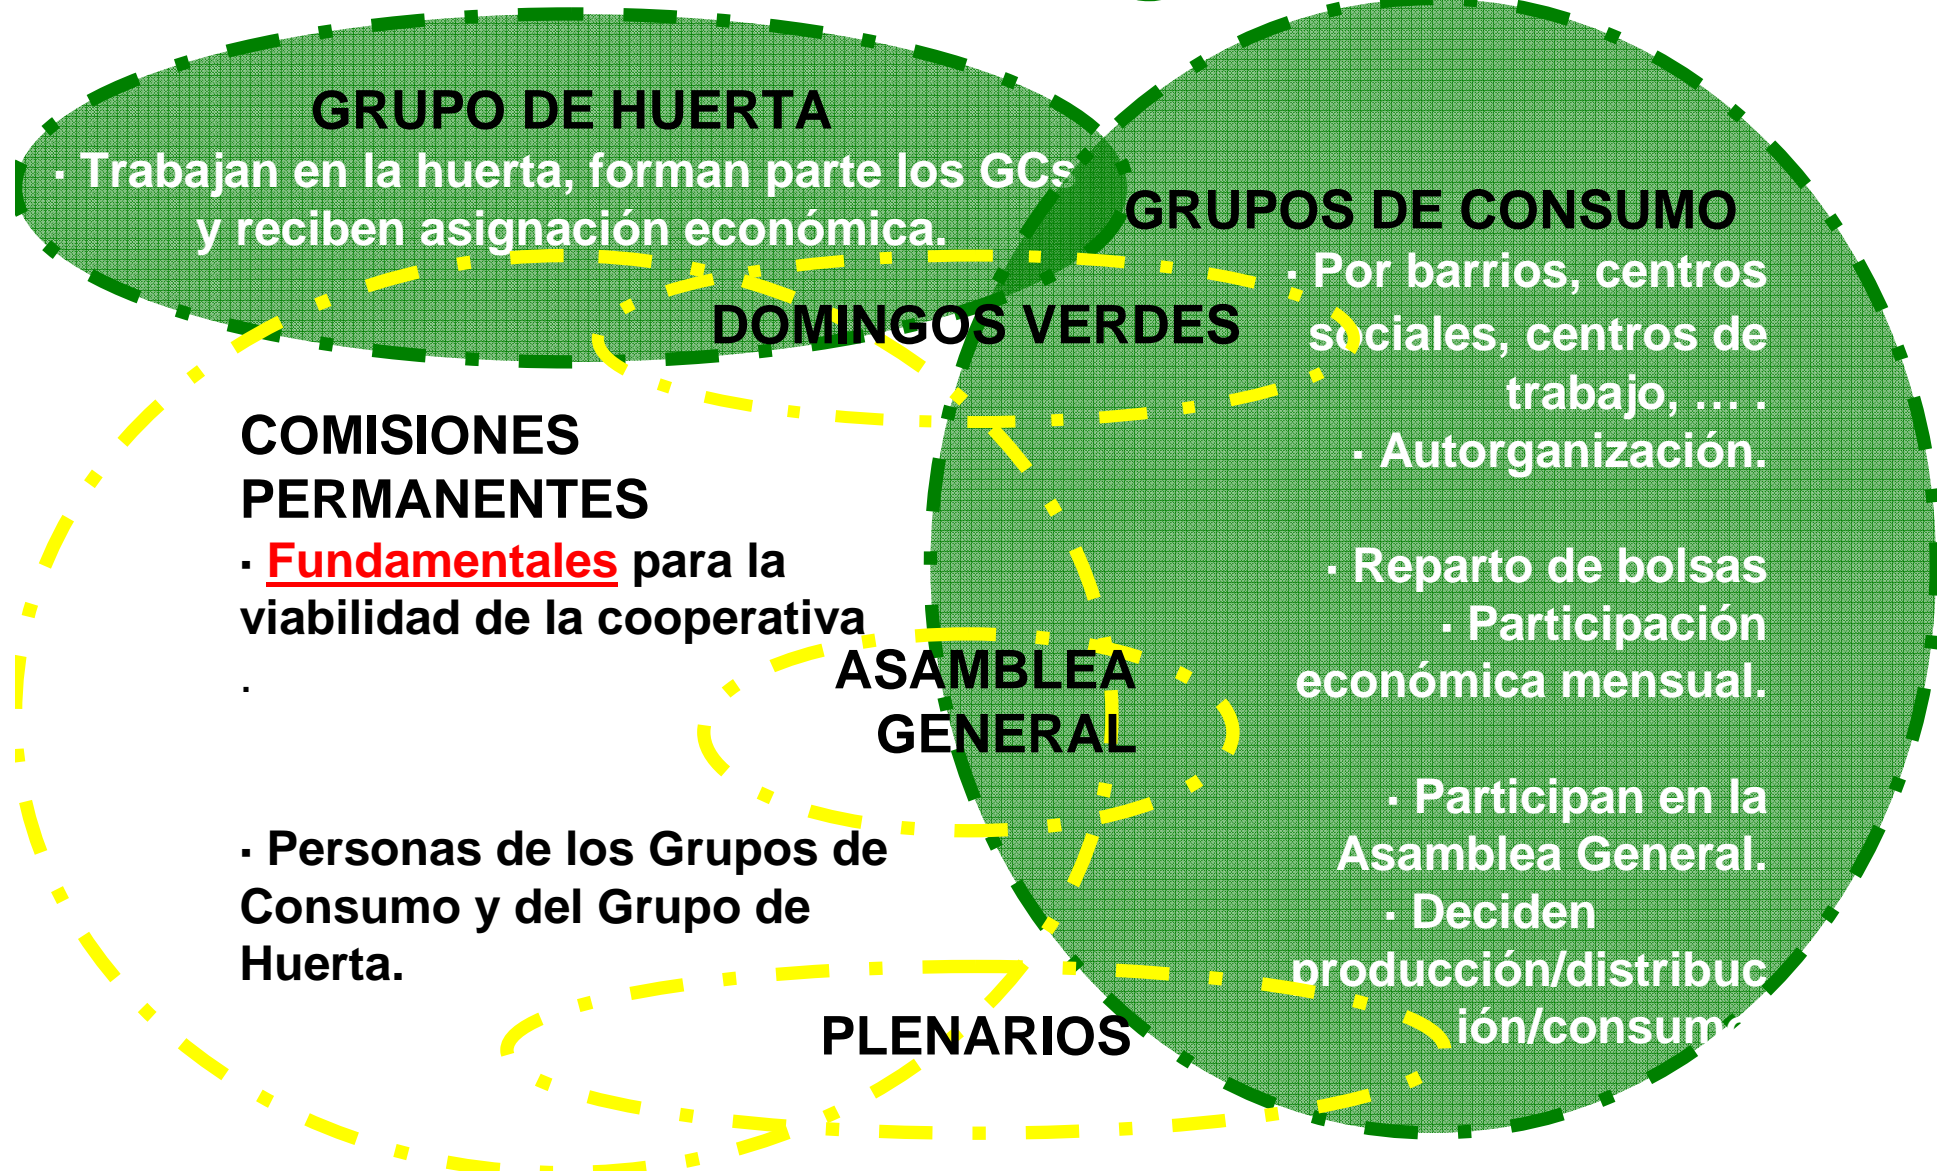 GRUPO DE HUERTA
· Trabajan en la huerta, forman parte los GCs
y reciben asignación económica.
GRUPOS DE CONSUMO
· Por barrios, centros
sociales, centros de
trabajo, … .
· Autorganización.
· Reparto de bolsas
· Participación
económica mensual.
· Participan en la
Asamblea General.
· Deciden
producción/distribuc
ión/consumo
DOMINGOS VERDES
COMISIONES
PERMANENTES
· Fundamentales para la
viabilidad de la cooperativa
.
· Personas de los Grupos de
Consumo y del Grupo de
Huerta.
ASAMBLEA
GENERAL
PLENARIOS